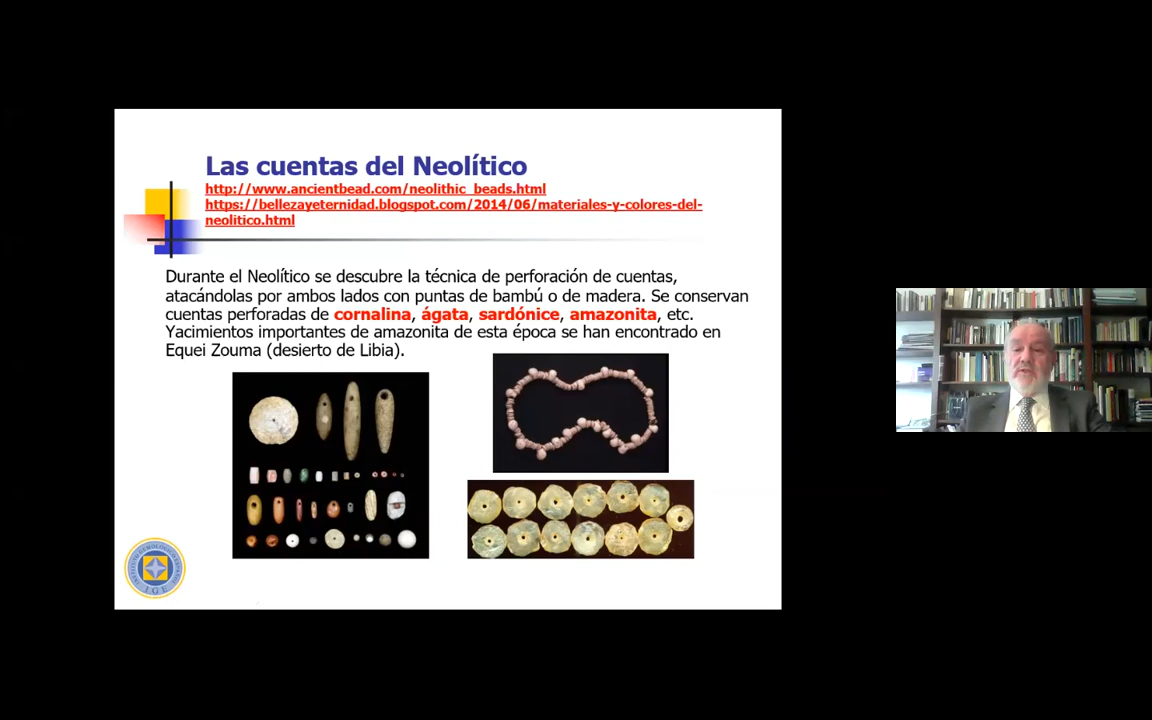 Las cuentas del Neolítico
http://www.ancientbead.com/neolithic_beads.html
https://bellezayeternidad.blogspot.com/2014/06/materiales-y-colores-del-
neolitico.html
Durante el Neolítico se descubre la técnica de perforación de cuentas,
atacándolas por ambos lados con puntas de bambú o de madera. Se conservan
cuentas perforadas de cornalina, ágata, sardónice, amazonita, etc.
Yacimientos importantes de amazonita de esta época se han encontrado en
Equei Zouma (desierto de Libia).
I G E